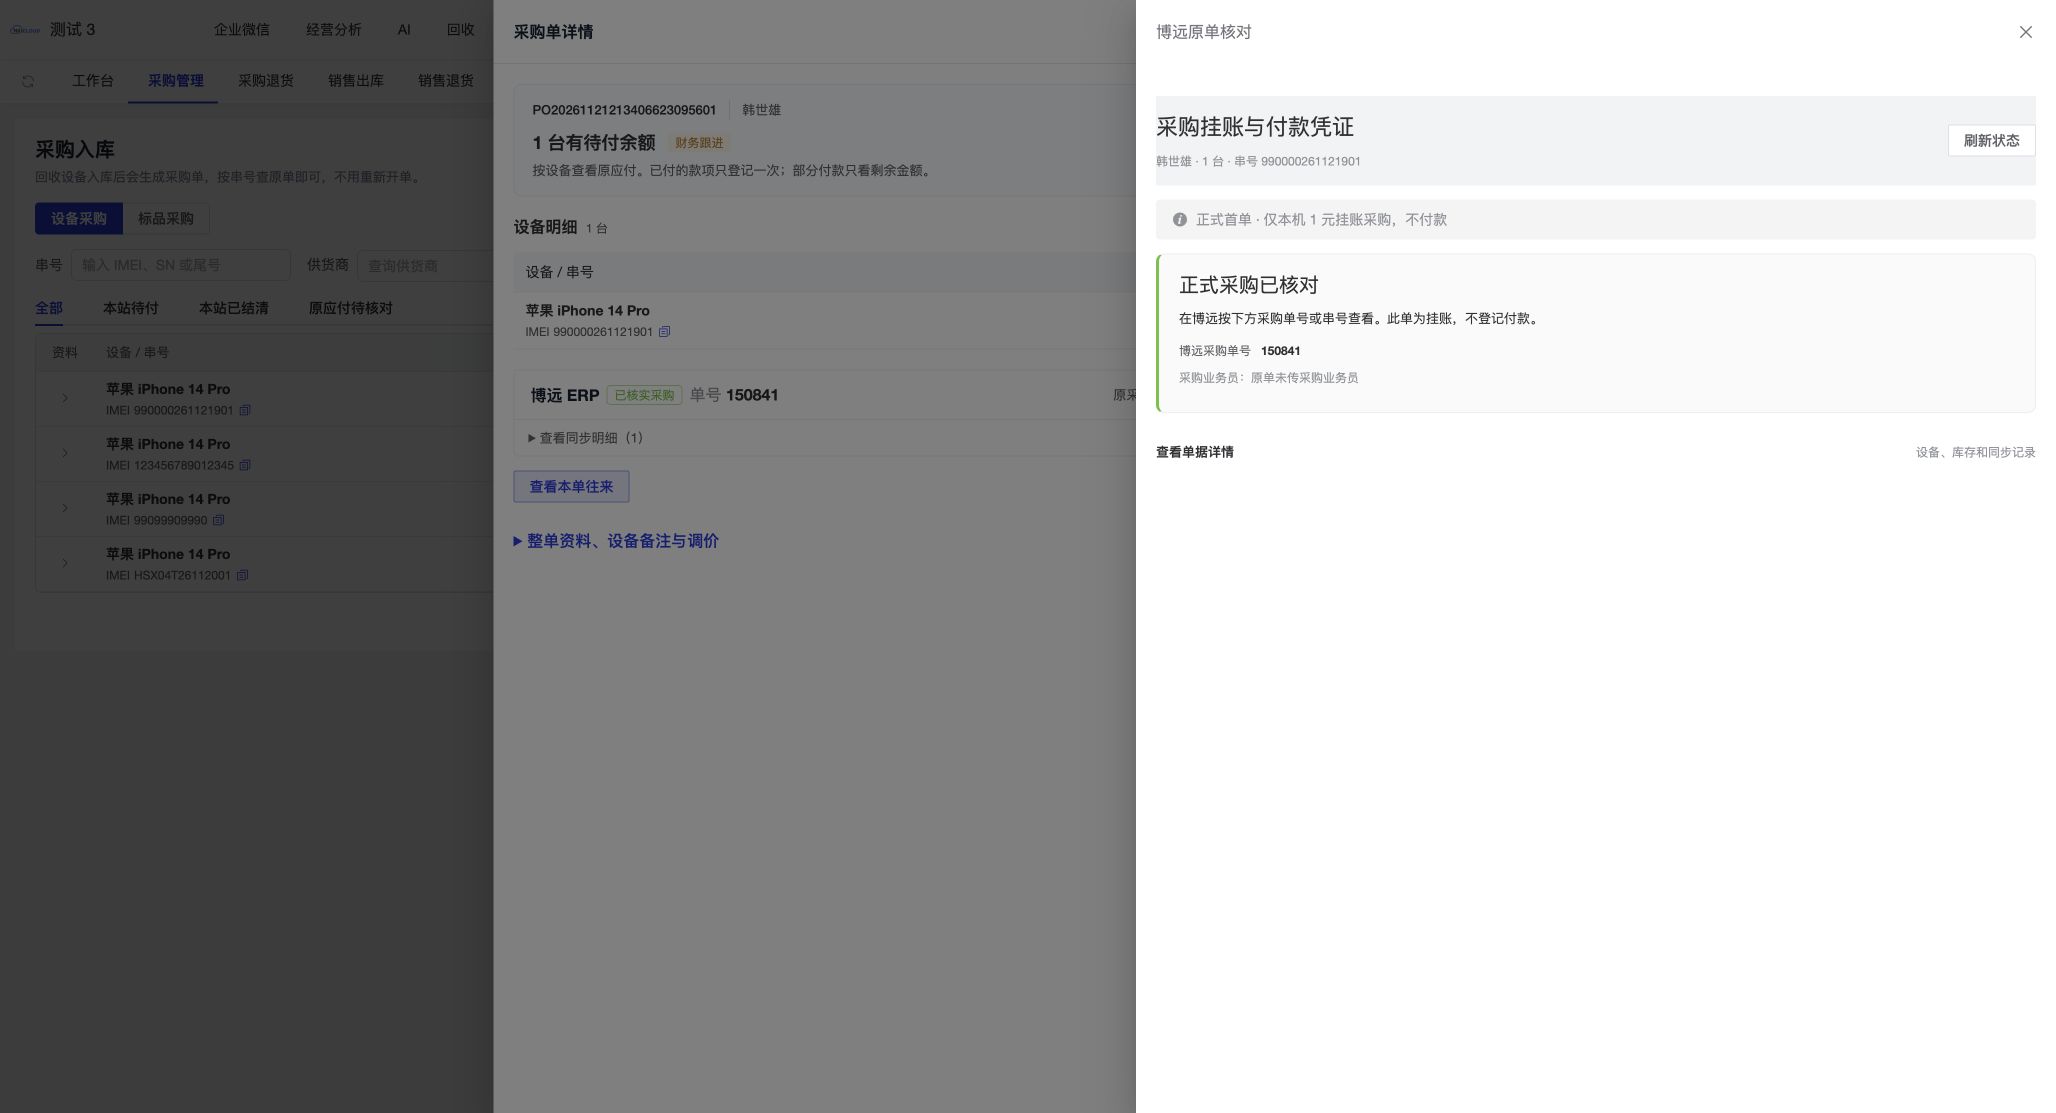 测试 3
企业微信
经营分析
AI
回收
工作台
采购管理
采购退货
销售出库
销售退货
采购入库
回收设备入库后会生成采购单，按串号查原单即可，不用重新开单。
设备采购
标品采购
串号
输入 IMEI、SN 或尾号
供货商
查询供货商
全部
本站待付
本站已结清
原应付待核对
资料
设备 / 串号
苹果 iPhone 14 Pro
IMEI 990000261121901
苹果 iPhone 14 Pro
IMEI 123456789012345
苹果 iPhone 14 Pro
IMEI 99099909990
苹果 iPhone 14 Pro
IMEI HSX04T26112001
采购单详情
PO20261121213406623095601
韩世雄
1 台有待付余额
财务跟进
按设备查看原应付。已付的款项只登记一次；部分付款只看剩余金额。
设备明细 1 台
设备 / 串号
苹果 iPhone 14 Pro
IMEI 990000261121901
博远 ERP 已核实采购 单号 150841
原采
查看同步明细（1）
查看本单往来
整单资料、设备备注与调价
博远原单核对
采购挂账与付款凭证
韩世雄 · 1 台 · 串号 990000261121901
刷新状态
正式首单 · 仅本机 1 元挂账采购，不付款
正式采购已核对
在博远按下方采购单号或串号查看。此单为挂账，不登记付款。
博远采购单号 150841
采购业务员：原单未传采购业务员
查看单据详情
设备、库存和同步记录